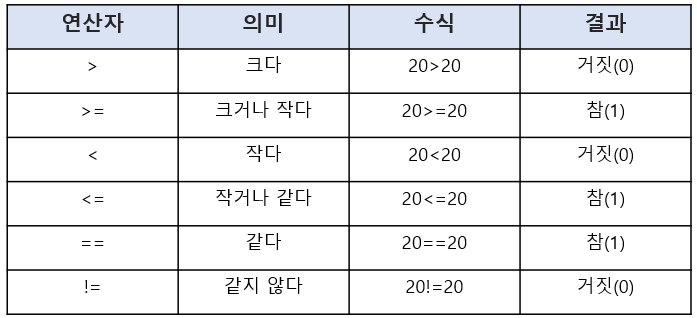 연산자 의미 수식 결과
> 크다 20>20 거짓(0)
>= 크거나 작다 20>=20 참(1)
< 작다 20<20 거짓(0)
<= 작거나 같다 20<=20 참(1)
== 같다 20==20 참(1)
!= 같지 않다 20!=20 거짓(0)